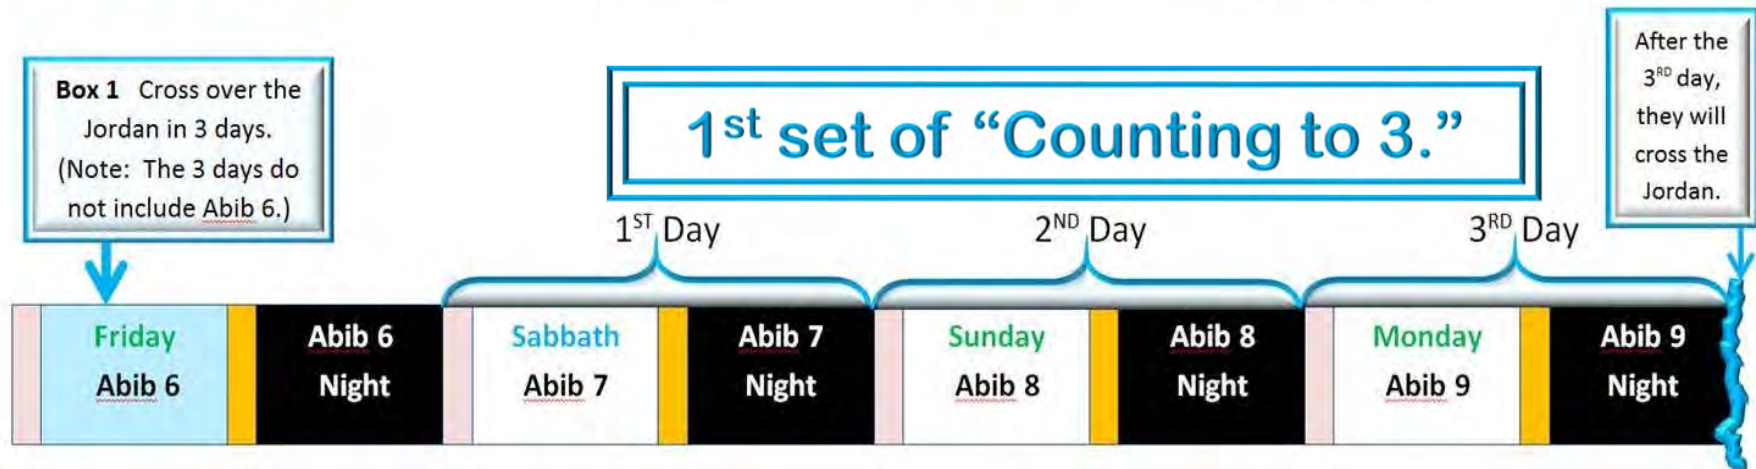 Box 1 Cross over the
Jordan in 3 days.
(Note: The 3 days do
not include Abib 6.)
1st set of “Counting to 3.”
After the
3RD day,
they will
cross the
Jordan.
1ST Day
2ND Day
3RD Day
Friday
Abib 6
Abib 6
Night
Sabbath
Abib 7
Abib 7
Night
Sunday
Abib 8
Abib 8
Night
Monday
Abib 9
Abib 9
Night